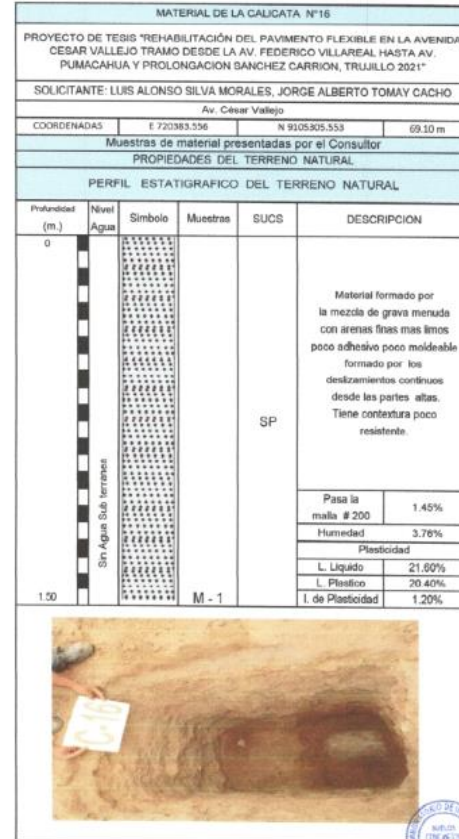 MATERIAL DE LA CALICATA N°16
PROYECTO DE TESIS "REHABILITACIÓN DEL PAVIMENTO FLEXIBLE EN LA AVENIDA
CESAR VALLEJO TRAMO DESDE LA AV. FEDERICO VILLAREAL HASTA AV.
PUMACAHUA Y PROLONGACION SANCHEZ CARRION, TRUJILLO 2021"
SOLICITANTE: LUIS ALONSO SILVA MORALES, JORGE ALBERTO TOMAY CACHO
Av. César Vallejo
COORDENADAS E 720383.556 N 9105305.553 69.10 m
Muestras de material presentadas por el Consultor
PROPIEDADES DEL TERRENO NATURAL
PERFIL ESTATIGRAFICO DEL TERRENO NATURAL
Profundidad (m.) Nivel Agua Simbolo Muestras SUCS DESCRIPCION
0
Sin Agua Sub terranea
M - 1
SP
Material formado por
la mezcla de grava menuda
con arenas finas mas limos
poco adhesivo poco moldeable
formado por los
deslizamientos continuos
desde las partes altas.
Tiene contextura poco
resistente.
Pasa la malla # 200 1.45%
Humedad 3.76%
Plasticidad
L. Liquido 21.60%
L. Plastico 20.40%
I. de Plasticidad 1.20%
1.50
C-16
SUELOS